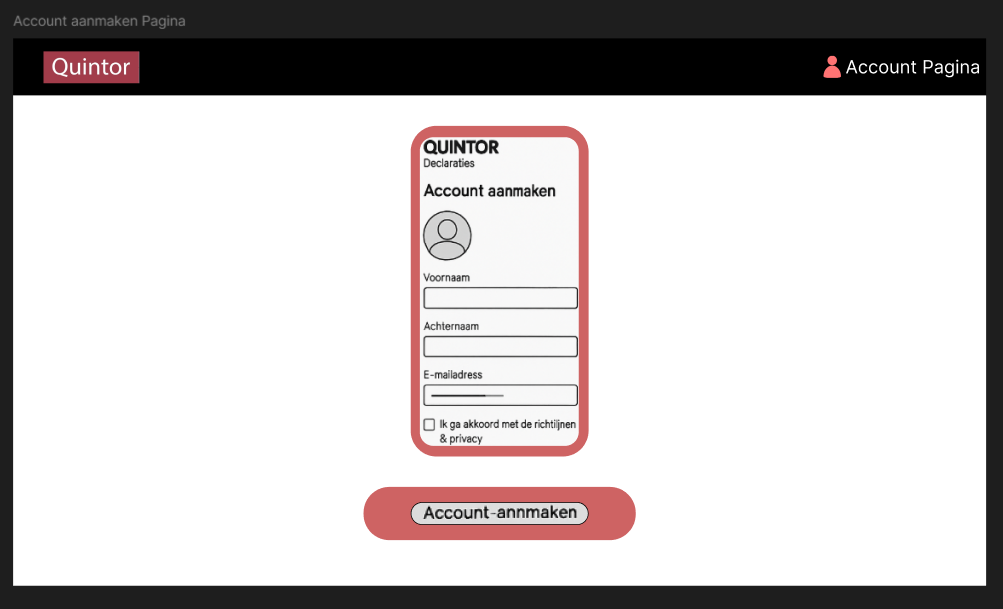 Account aanmaken Pagina
Quintor
Account Pagina
QUINTOR
Declaraties
Account aanmaken
Voornaam
Achternaam
E-mailadress
Ik ga akkoord met de richtlijnen
& privacy
Account-annmaken